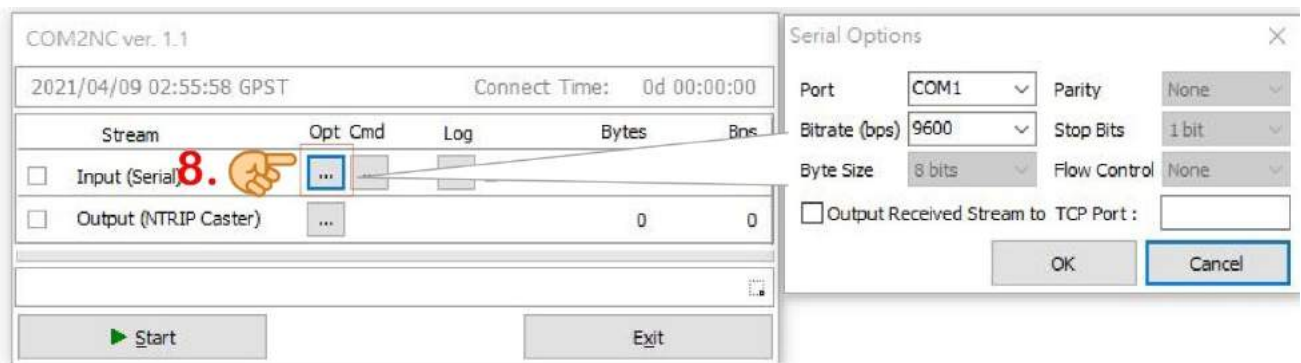 COM2NC ver. 1.1
2021/04/09 02:55:58 GPST Connect Time: 0d 00:00:00
Stream Opt Cmd Log Bytes Bps
Input (Serial) 8. ... ...
Output (NTRIP Caster) ... 0 0
Start Exit
Serial Options
Port COM1 Parity None
Bitrate (bps) 9600 Stop Bits 1 bit
Byte Size 8 bits Flow Control None
Output Received Stream to TCP Port :
OK Cancel